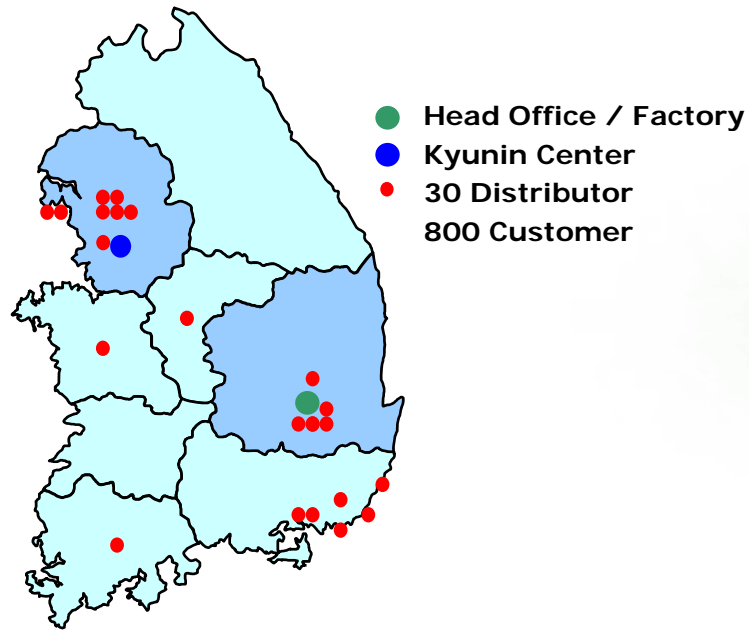 Head Office / Factory
Kyunin Center
30 Distributor
800 Customer